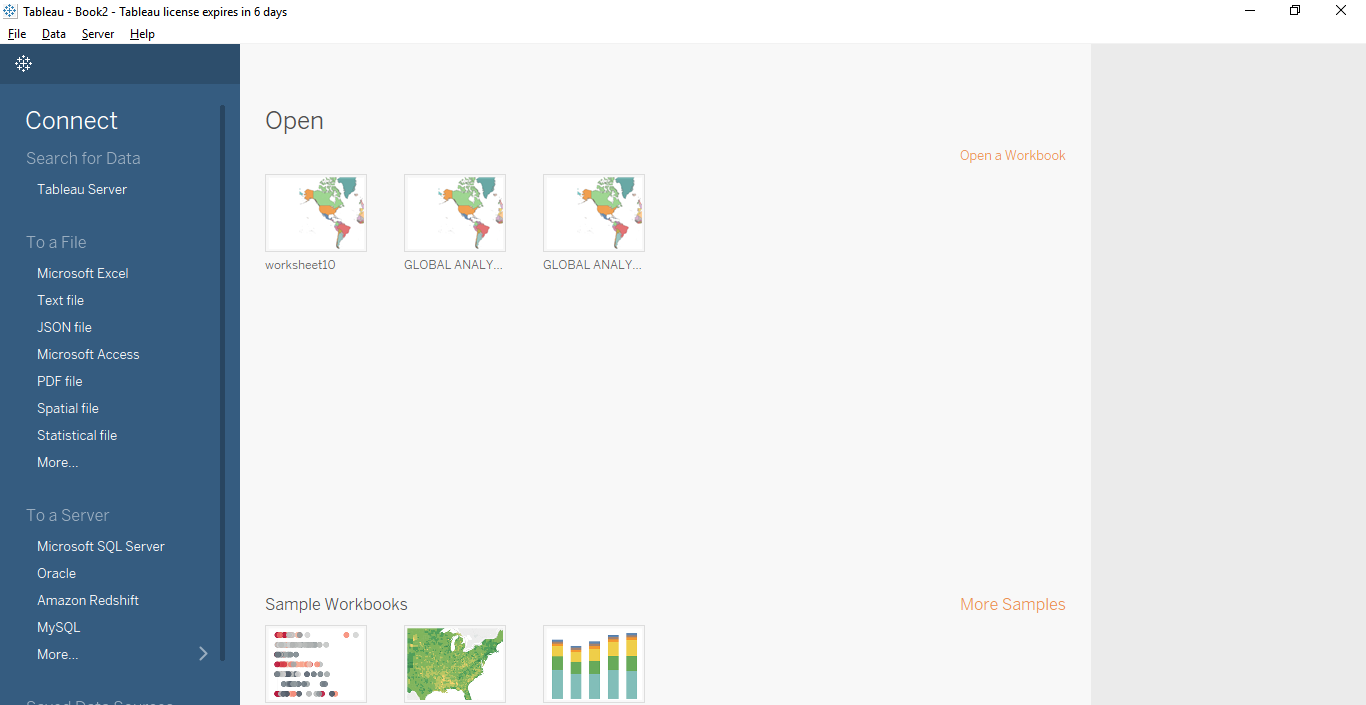 Tableau - Book2 - Tableau license expires in 6 days
File Data Server Help
Connect
Search for Data
Tableau Server
To a File
Microsoft Excel
Text file
JSON file
Microsoft Access
PDF file
Spatial file
Statistical file
More...
To a Server
Microsoft SQL Server
Oracle
Amazon Redshift
MySQL
More...
Saved Data Sources
Open
Open a Workbook
worksheet10
GLOBAL ANALY...
GLOBAL ANALY...
Sample Workbooks
More Samples